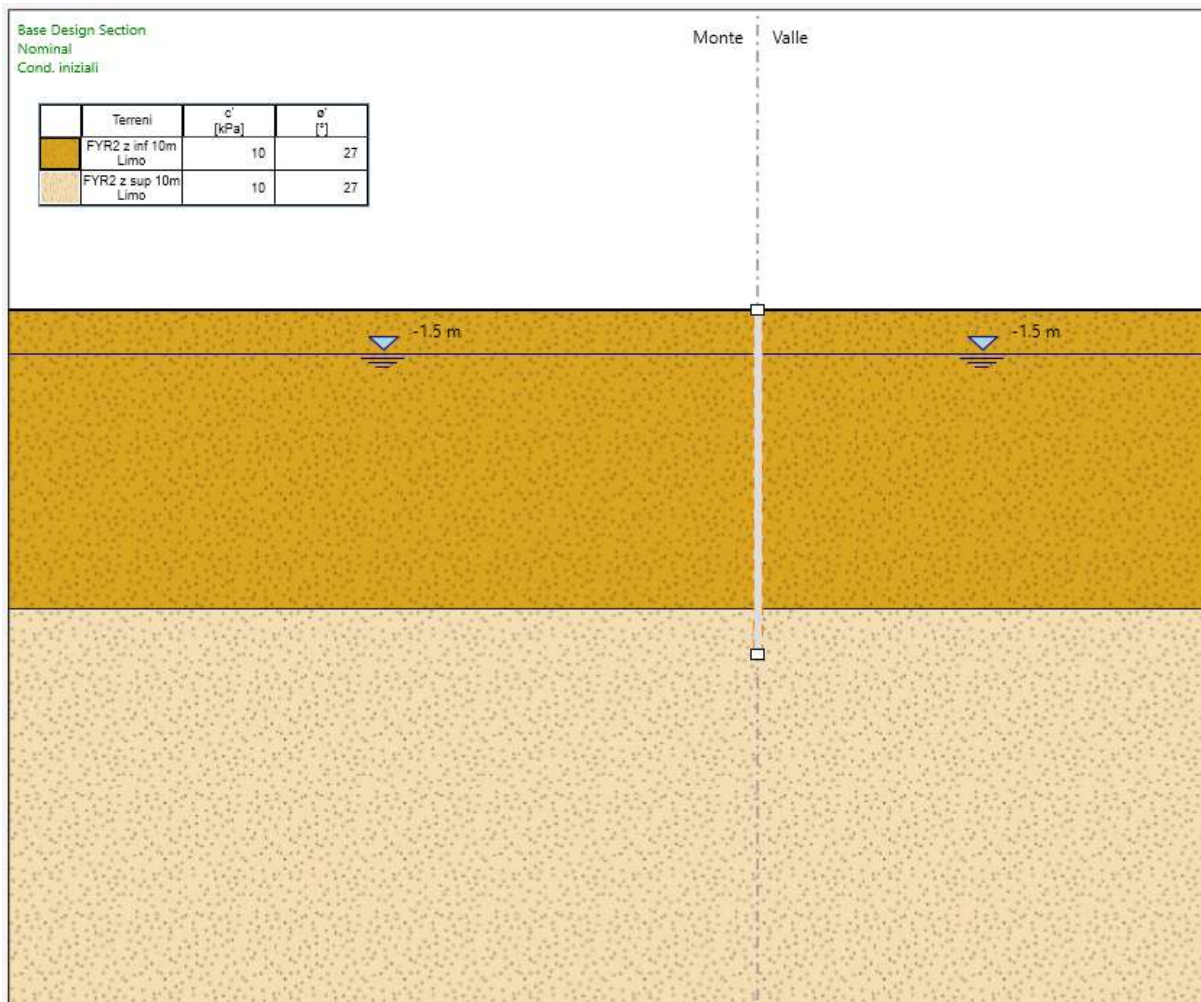 Base Design Section
Nominal
Cond. iniziali
Monte
Valle
Terreni
c'
[kPa]
ø'
[°]
FYR2 z inf 10m
Limo
10
27
FYR2 z sup 10m
Limo
10
27
-1.5 m
-1.5 m